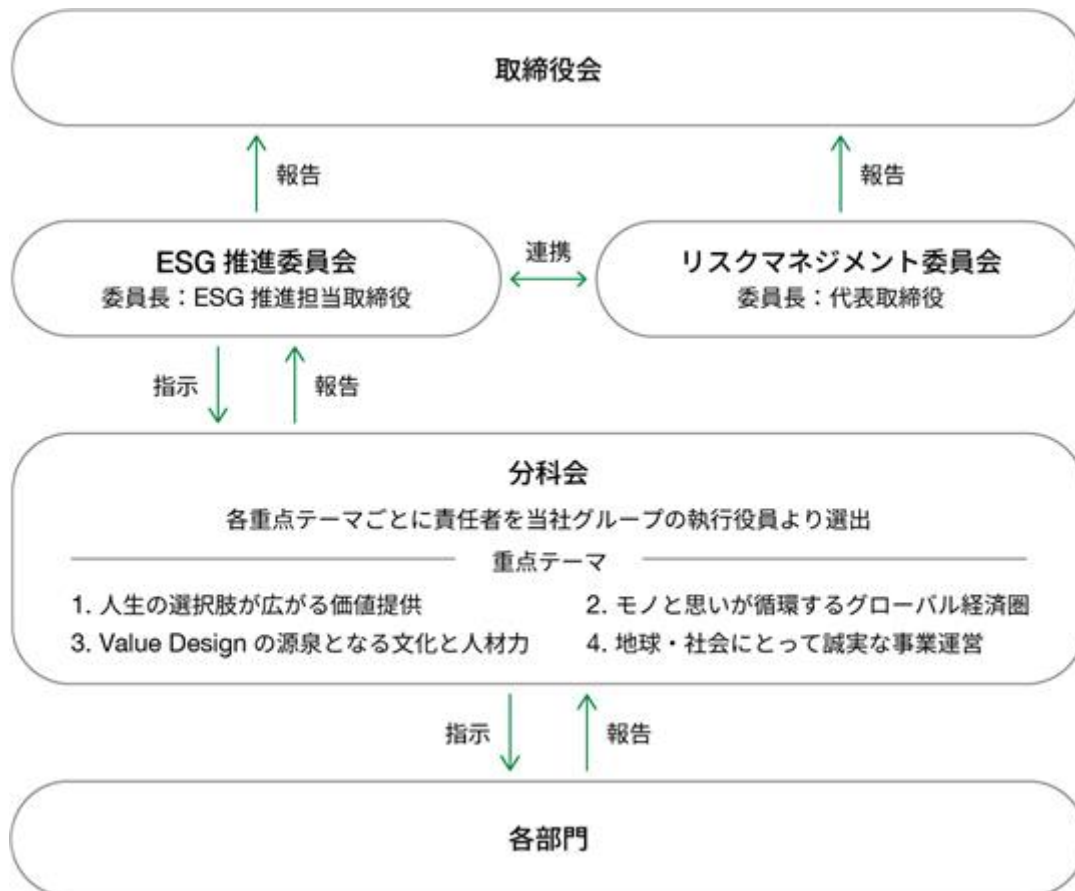 取締役会
報告
報告
ESG 推進委員会
委員長：ESG 推進担当取締役
連携
リスクマネジメント委員会
委員長：代表取締役
指示
報告
分科会
各重点テーマごとに責任者を当社グループの執行役員より選出
重点テーマ
1. 人生の選択肢が広がる価値提供
2. モノと思いが循環するグローバル経済圏
3. Value Design の源泉となる文化と人材力
4. 地球・社会にとって誠実な事業運営
指示
報告
各部門